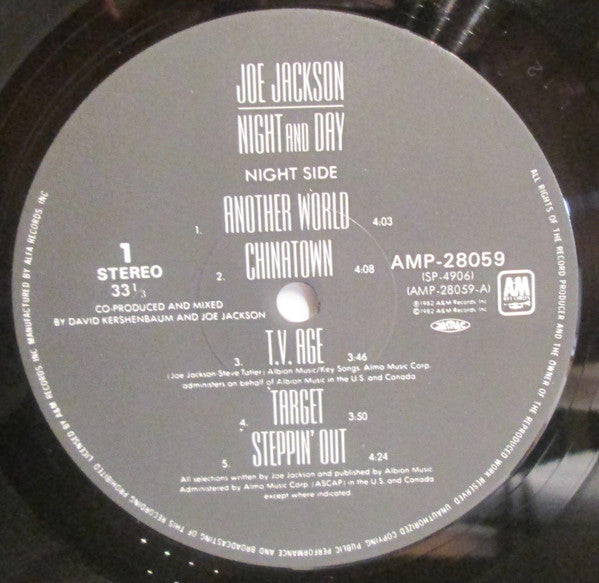 JOE JACKSON
NIGHT AND DAY
NIGHT SIDE
1. ANOTHER WORLD 4:03
2. CHINATOWN 4:08
1
STEREO
33 1/3
CO-PRODUCED AND MIXED
BY DAVID KERSHENBAUM AND JOE JACKSON
AMP-28059
(SP-4906)
(AMP-28059-A)
℗1982 A&M Records Inc
©1982 A&M Records Inc
A&M
RECORDS
JASRAC
3. T.V. AGE 3:46
(Joe Jackson-Steve Tatler) Albion Music/Key Songs. Almo Music Corp.
administers on behalf of Albion Music in the U.S. and Canada
4. TARGET 3:50
5. STEPPIN' OUT 4:24
All selections written by Joe Jackson and published by Albion Music
Administered by Almo Music Corp. (ASCAP) in the U.S. and Canada
except where indicated.
ALL RIGHTS OF THE RECORD PRODUCER AND THE OWNER OF THE REPRODUCED WORK RESERVED UNAUTHORIZED COPYING PUBLIC PERFORMANCE AND BROADCASTING OF THIS RECORDING PROHIBITED LICENSED BY A&M RECORDS INC MANUFACTURED BY ALFA RECORDS. INC